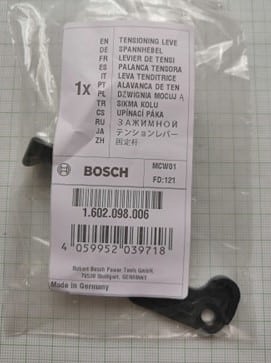 1x
EN TENSIONING LEVE
DE SPANNHEBEL
FR LEVIER DE TENSI
ES PALANCA TENSORA
IT LEVA TENDITRICE
PT ALAVANCA DE TEN
PL DŹWIGNIA MOCUJ Ą
TR SIKMA KOLU
CS UPÍNACÍ PÁKA
RU ЗАЖИМНОЙ
JA テンションレバー
ZH 固定杆
BOSCH
MCW01
FD:121
1.602.098.006
4 059952 039718
Robert Bosch Power Tools GmbH,
70538 Stuttgart, GERMANY
Made in Germany